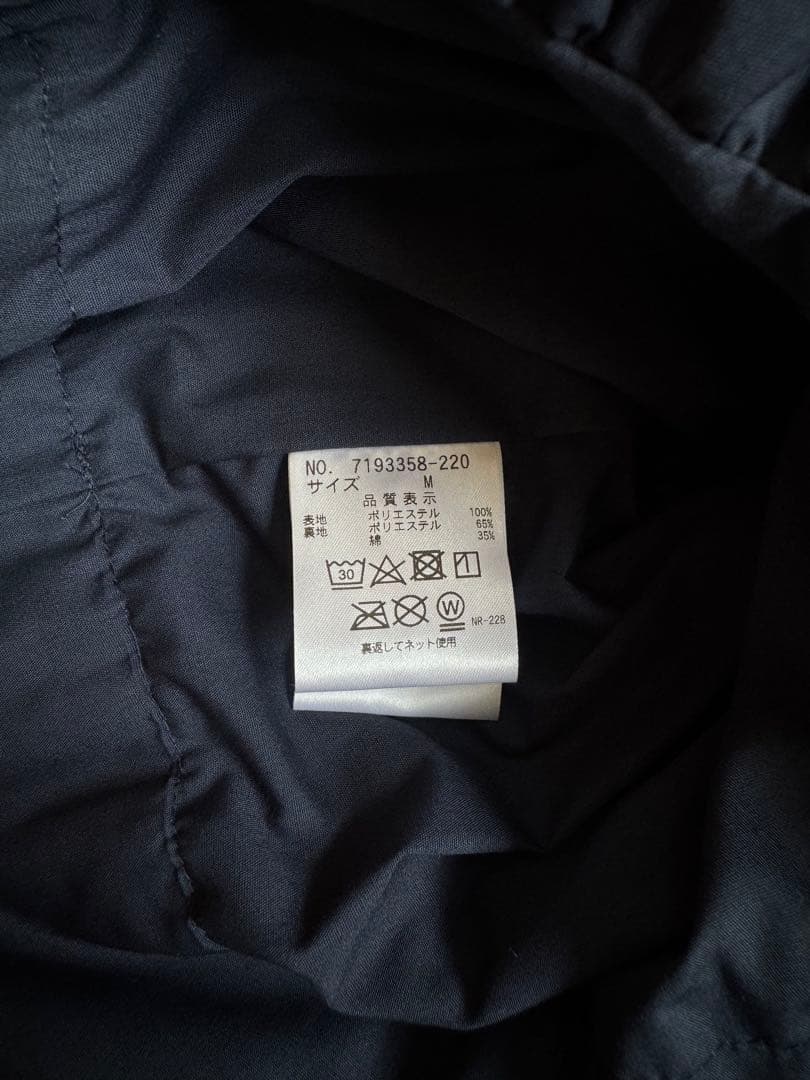 NO. 7193358-220
サイズ M
品質表示
表地 ポリエステル 100%
裏地 ポリエステル 65%
綿 35%
30
W NR-228
裏返してネット使用